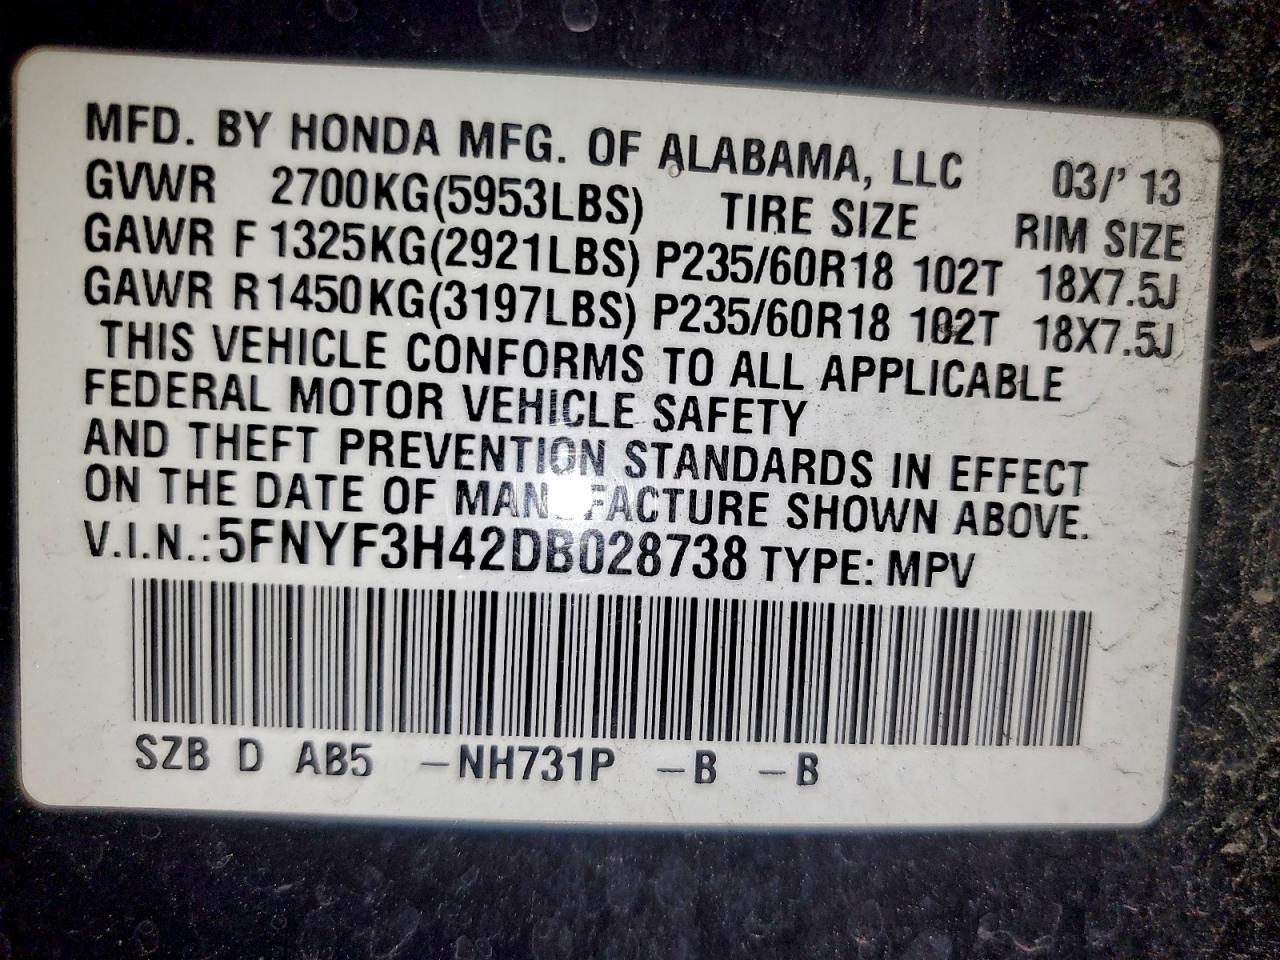 MFD. BY HONDA MFG. OF ALABAMA, LLC 03/' 13
GVWR 2700KG(5953LBS) TIRE SIZE RIM SIZE
GAWR F 1325KG(2921LBS) P235/60R18 102T 18X7.5J
GAWR R1450KG(3197LBS) P235/60R18 102T 18X7.5J
THIS VEHICLE CONFORMS TO ALL APPLICABLE
FEDERAL MOTOR VEHICLE SAFETY
AND THEFT PREVENTION STANDARDS IN EFFECT
ON THE DATE OF MANUFACTURE SHOWN ABOVE.
V.I.N.:5FNYF3H42DB028738 TYPE: MPV
SZB D AB5 -NH731P -B -B